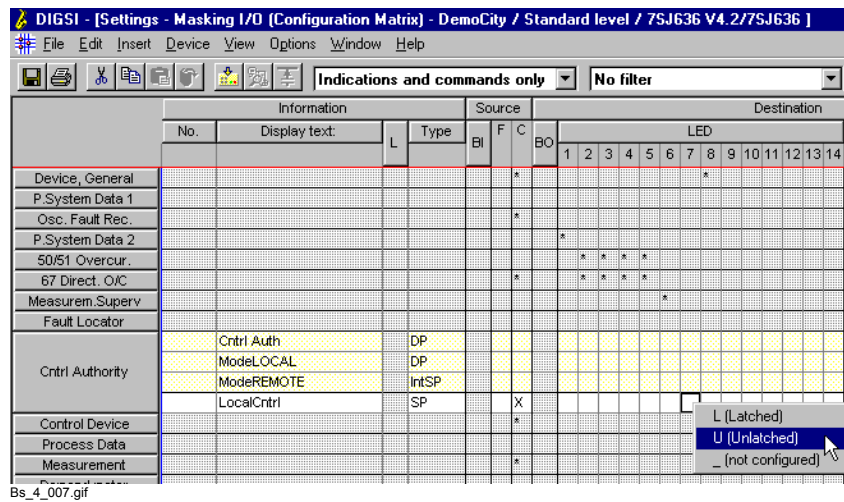 DIGSI - [Settings - Masking I/O (Configuration Matrix) - DemoCity / Standard level / 7SJ636 V4.2/7SJ636 ]
File Edit Insert Device View Options Window Help
Indications and commands only No filter
Information Source Destination
No. Display text: L Type BI F C BO LED
1 2 3 4 5 6 7 8 9 10 11 12 13 14
Device, General * *
P.System Data 1
Osc. Fault Rec. *
P.System Data 2 *
50/51 Overcur. * * * *
67 Direct. O/C * * * * *
Measurem.Superv *
Fault Locator
Cntrl Authority
Cntrl Auth DP
ModeLOCAL DP
ModeREMOTE IntSP
LocalCntrl SP X
Control Device *
Process Data
Measurement *
L (Latched)
U (Unlatched)
_ (not configured)
Bs_4_007.gif